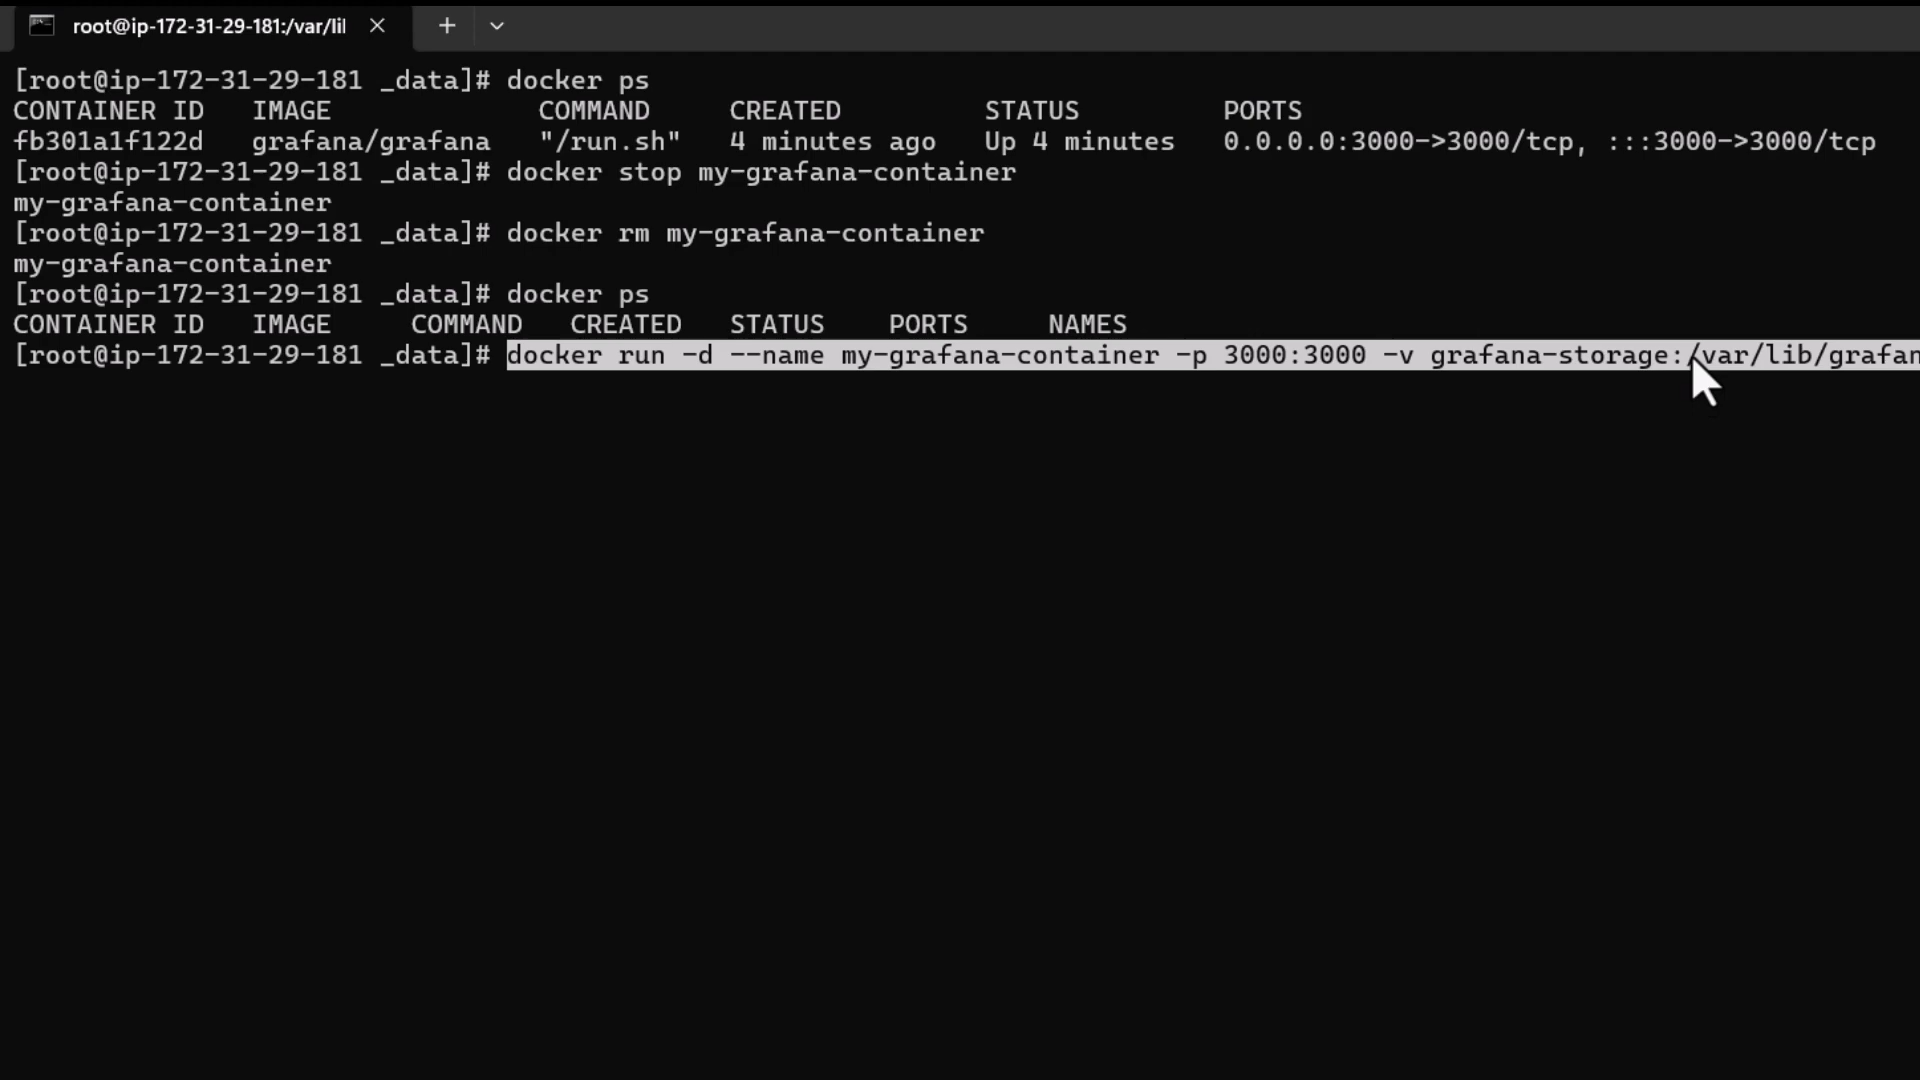 root@ip-172-31-29-181:/var/lil
[root@ip-172-31-29-181 _data]# docker ps
CONTAINER ID   IMAGE             COMMAND     CREATED         STATUS         PORTS
fb301a1f122d   grafana/grafana   "/run.sh"   4 minutes ago   Up 4 minutes   0.0.0.0:3000->3000/tcp, :::3000->3000/tcp
[root@ip-172-31-29-181 _data]# docker stop my-grafana-container
my-grafana-container
[root@ip-172-31-29-181 _data]# docker rm my-grafana-container
my-grafana-container
[root@ip-172-31-29-181 _data]# docker ps
CONTAINER ID   IMAGE     COMMAND   CREATED   STATUS    PORTS     NAMES
[root@ip-172-31-29-181 _data]# docker run -d --name my-grafana-container -p 3000:3000 -v grafana-storage:/var/lib/grafan